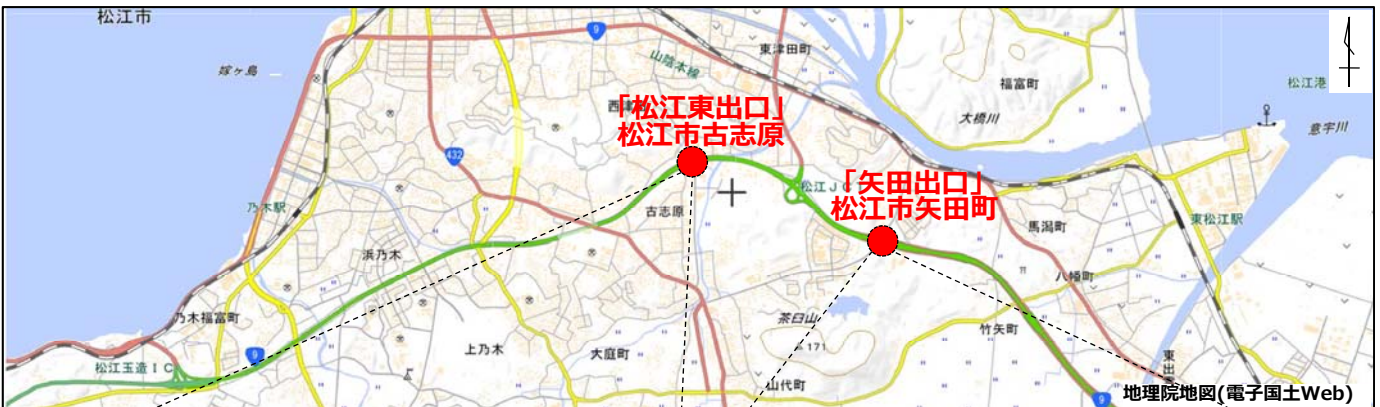 松江市
嫁ヶ島
9
山陰本線
東津田町
福富町
大橋川
松江港
意宇川
「松江東出口」
松江市古志原
432
乃木駅
古志原
松江JC
「矢田出口」
松江市矢田町
馬潟町
東松江駅
浜乃木
八幡町
乃木福富町
9
松江玉造IC
上乃木
大庭町
茶臼山
171
竹矢町
山代町
東出
9
地理院地図(電子国土Web)